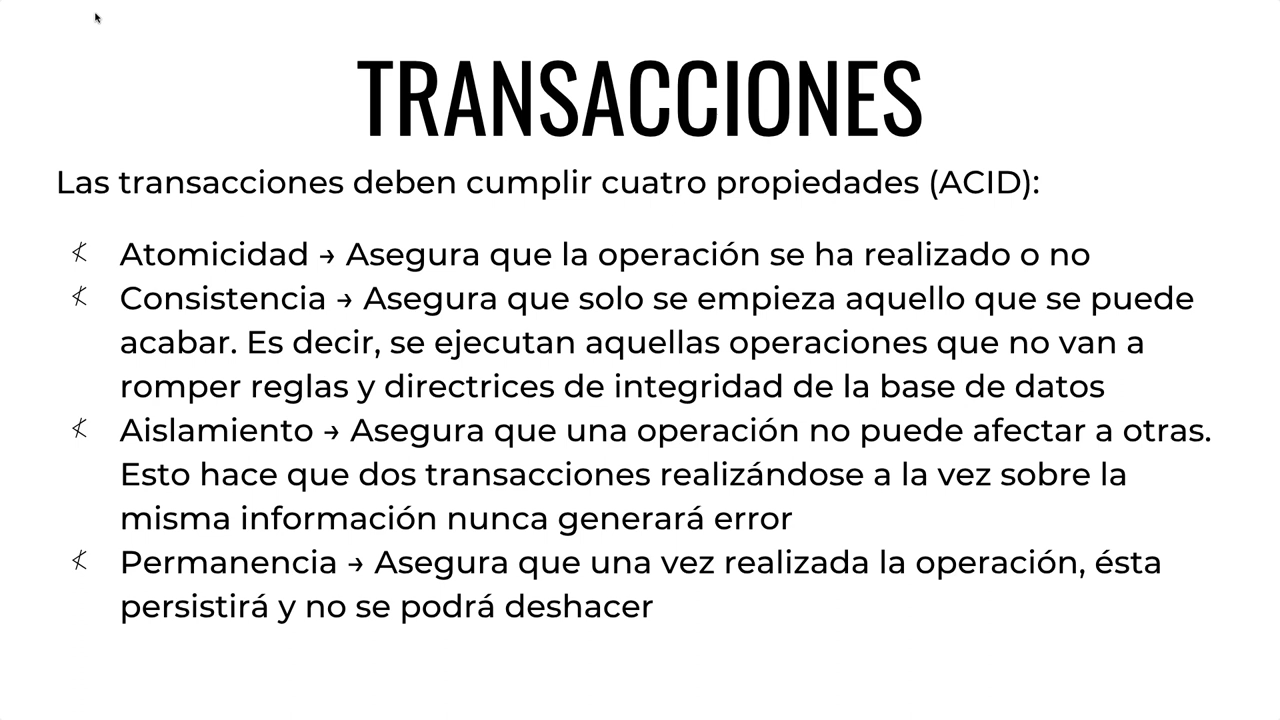 TRANSACCIONES
Las transacciones deben cumplir cuatro propiedades (ACID):
Atomicidad → Asegura que la operación se ha realizado o no
Consistencia → Asegura que solo se empieza aquello que se puede
acabar. Es decir, se ejecutan aquellas operaciones que no van a
romper reglas y directrices de integridad de la base de datos
Aislamiento → Asegura que una operación no puede afectar a otras.
Esto hace que dos transacciones realizándose a la vez sobre la
misma información nunca generará error
Permanencia → Asegura que una vez realizada la operación, ésta
persistirá y no se podrá deshacer